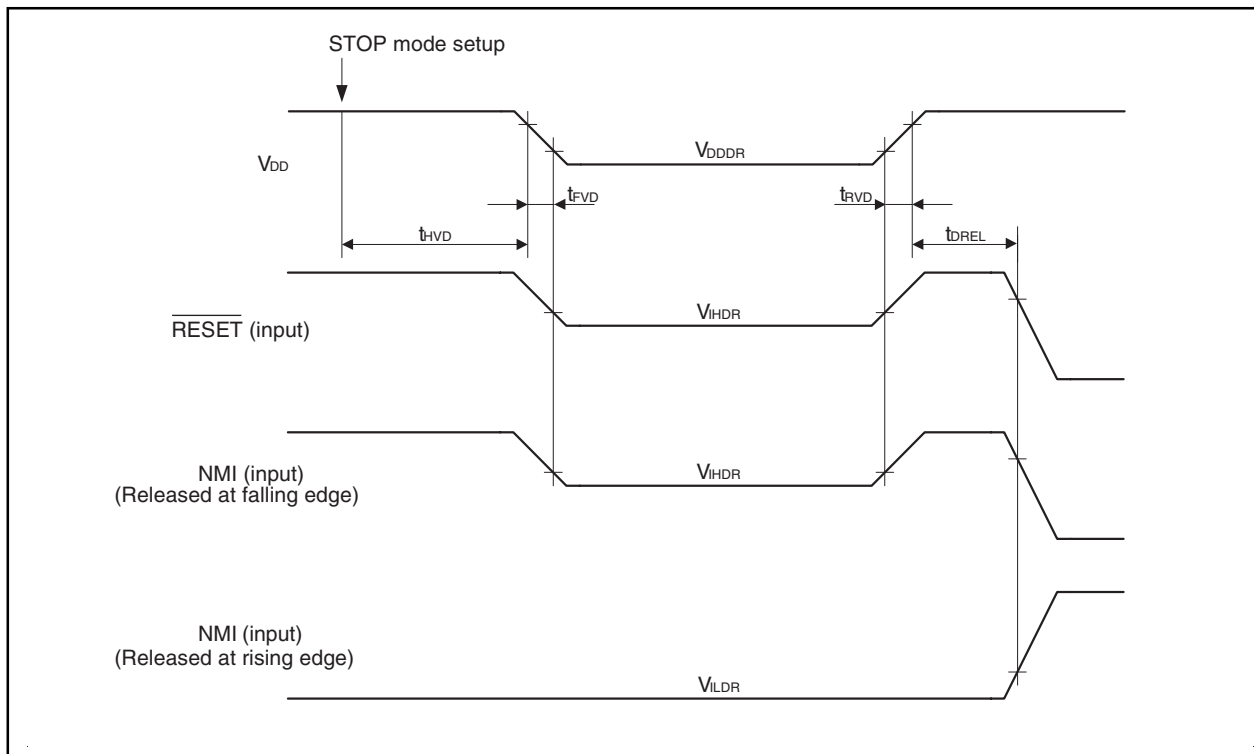 STOP mode setup
VDD
VDDDR
tFVD
tRVD
tHVD
tDREL
RESET (input)
VIHDR
NMI (input)
(Released at falling edge)
VIHDR
NMI (input)
(Released at rising edge)
VILDR